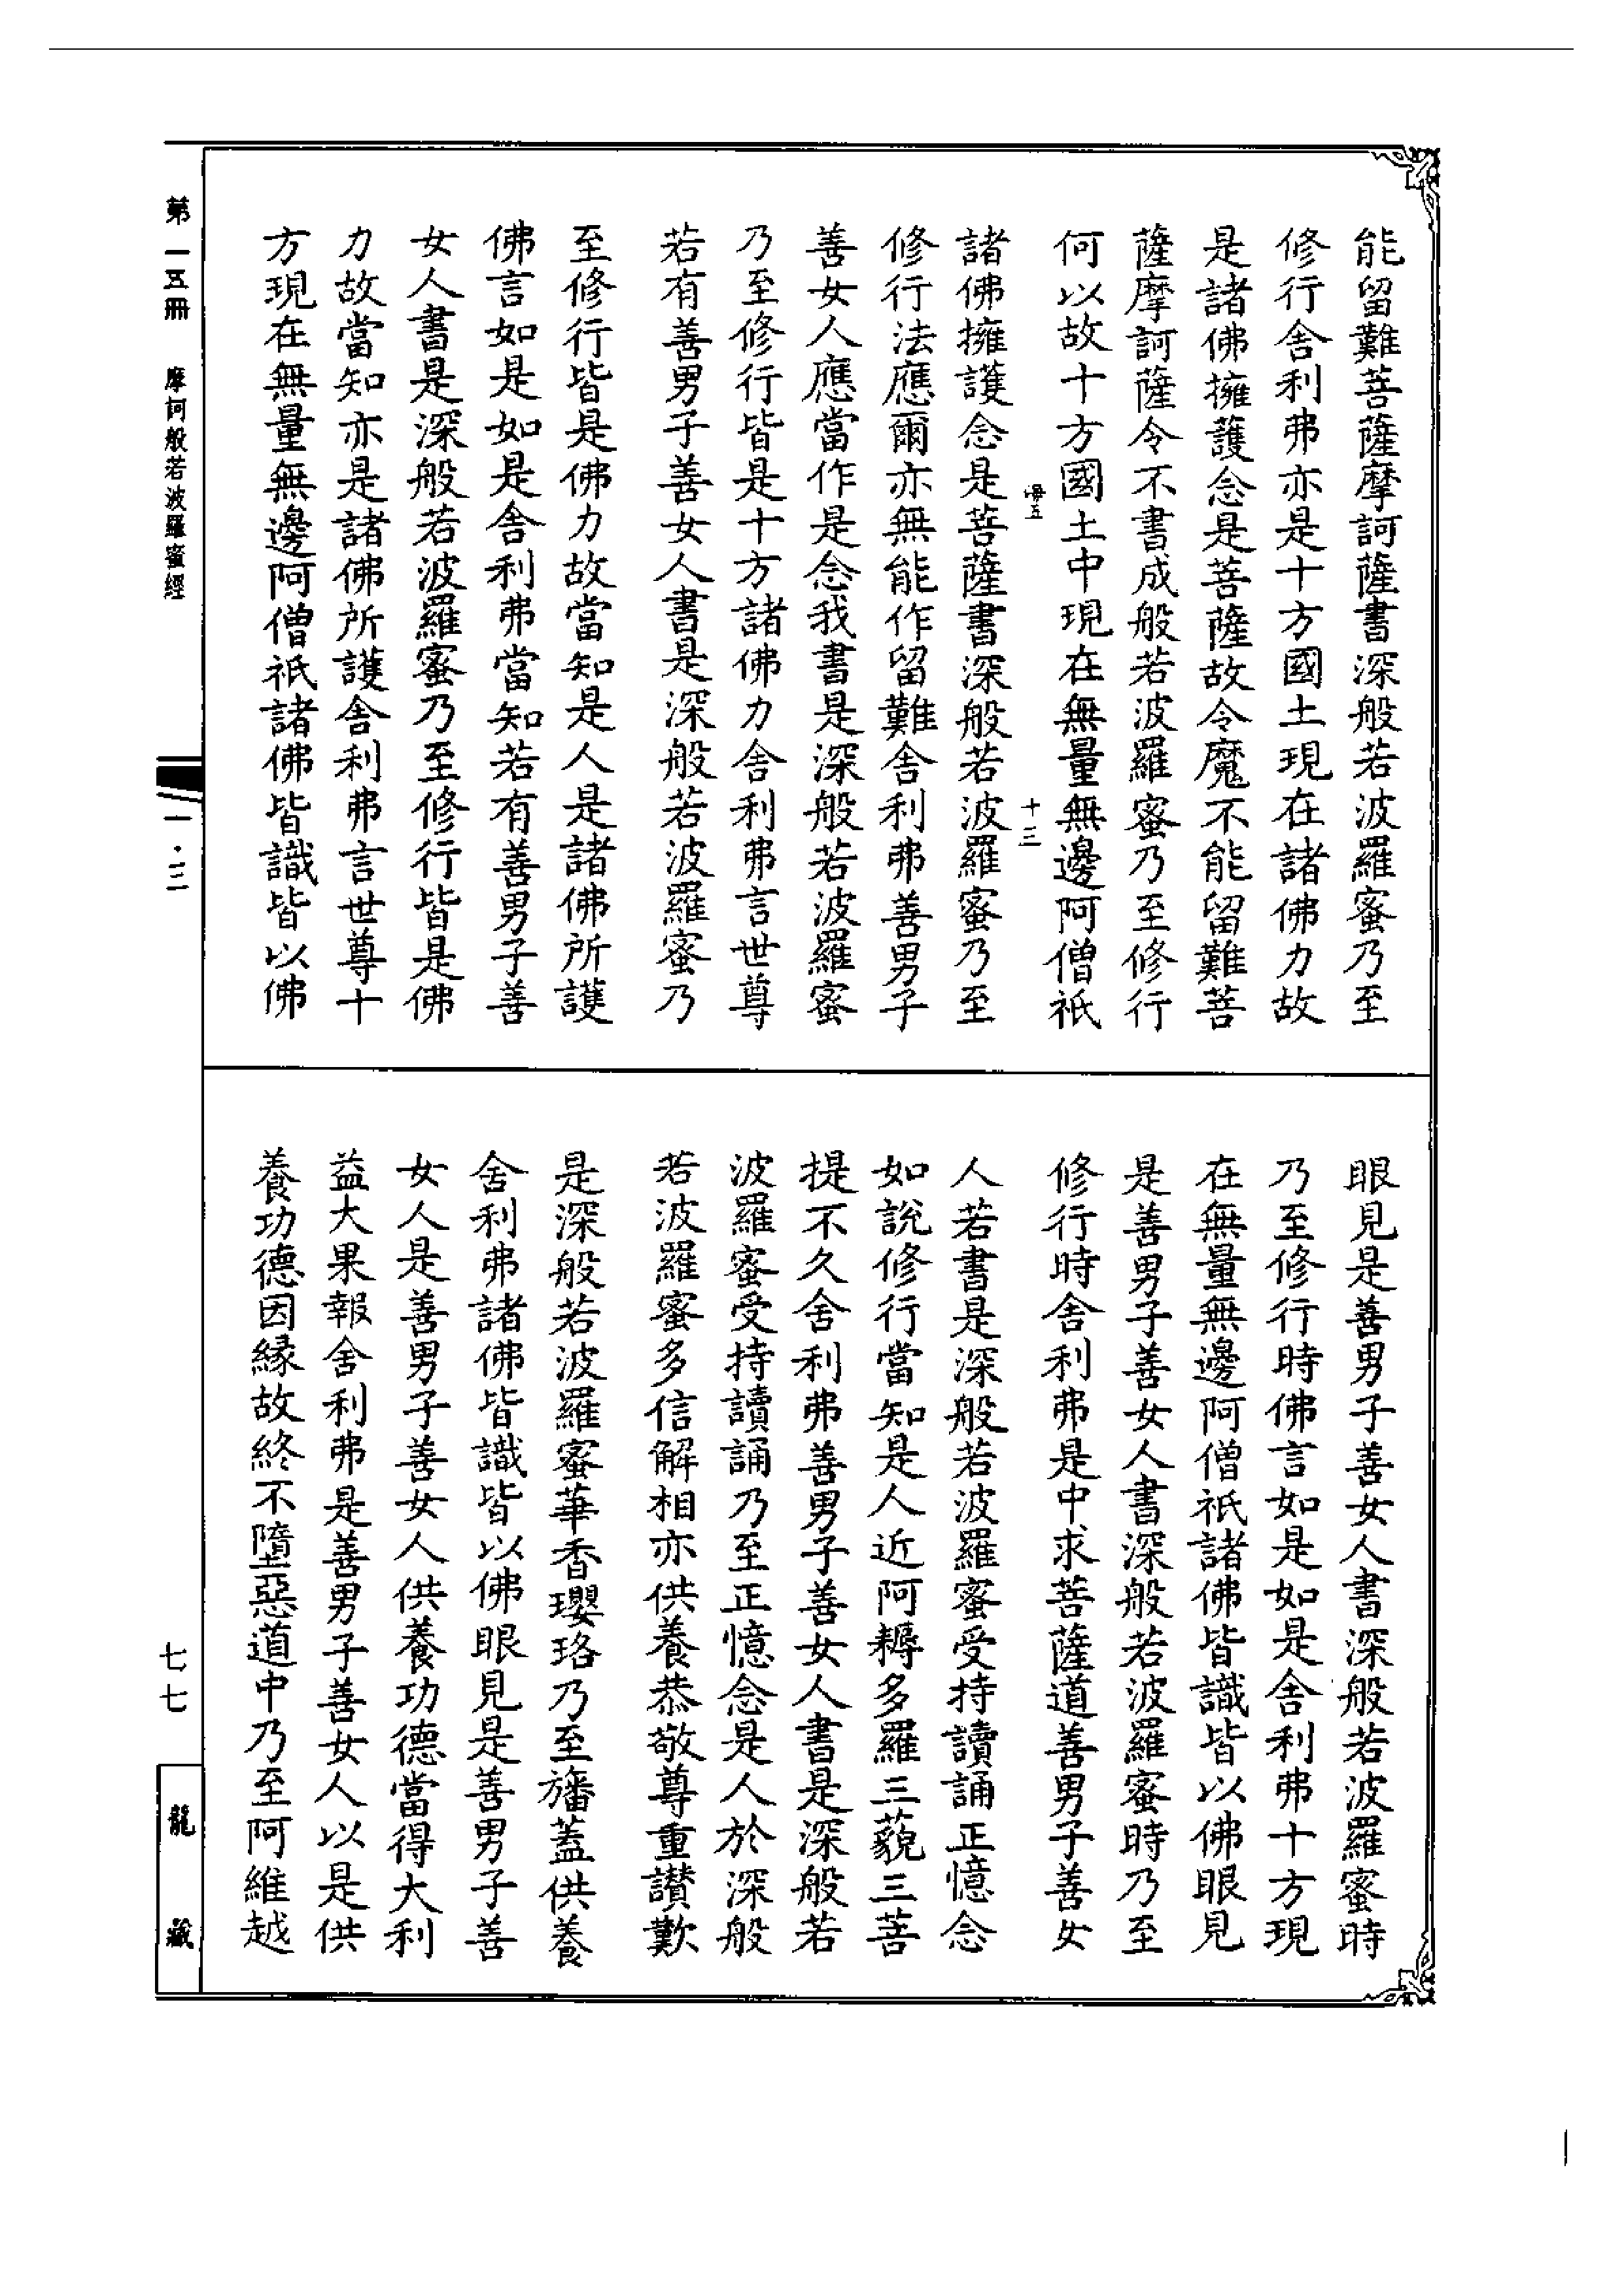 能留難菩薩摩訶薩書深般若波羅蜜乃至
修行舍利弗亦是十方國土現在諸佛力故
是諸佛擁護念是菩薩故令魔不能留難菩
薩摩訶薩令不書成般若波羅蜜乃至修行
何以故十方國土中現在無量無邊阿僧祇
十三
諸佛擁護念是菩薩書深般若波羅蜜乃至
修行法應爾亦無能作留難舍利弗善男子
善女人應當作是念我書是深般若波羅蜜
乃至修行皆是十方諸佛力舍利弗言世尊
若有善男子善女人書是深般若波羅蜜乃
至修行皆是佛力故當知是人是諸佛所護
佛言如是如是舍利弗當知若有善男子善
女人書是深般若波羅蜜乃至修行皆是佛
力故當知亦是諸佛所護舍利弗言世尊十
方現在無量無邊阿僧祇諸佛皆識皆以佛
眼見是善男子善女人書深般若波羅蜜時
乃至修行時佛言如是如是舍利弗十方現
在無量無邊阿僧祇諸佛皆識皆以佛眼見
是善男子善女人書深般若波羅蜜時乃至
修行時舍利弗是中求菩薩道善男子善女
人若書是深般若波羅蜜受持讀誦正憶念
如說修行當知是人近阿耨多羅三藐三菩
提不久舍利弗善男子善女人書是深般若
波羅蜜受持讀誦乃至正憶念是人於深般
若波羅蜜多信解相亦供養恭敬尊重讃歎
是深般若波羅蜜華香瓔珞乃至旛蓋供養
舍利弗諸佛皆識皆以佛眼見是善男子善
女人是善男子善女人供養功德當得大利
益大果報舍利弗是善男子善女人以是供
養功德因緣故終不墮惡道中乃至阿維越
第一五冊 摩訶般若波羅蜜經
一·三
七七
龍藏